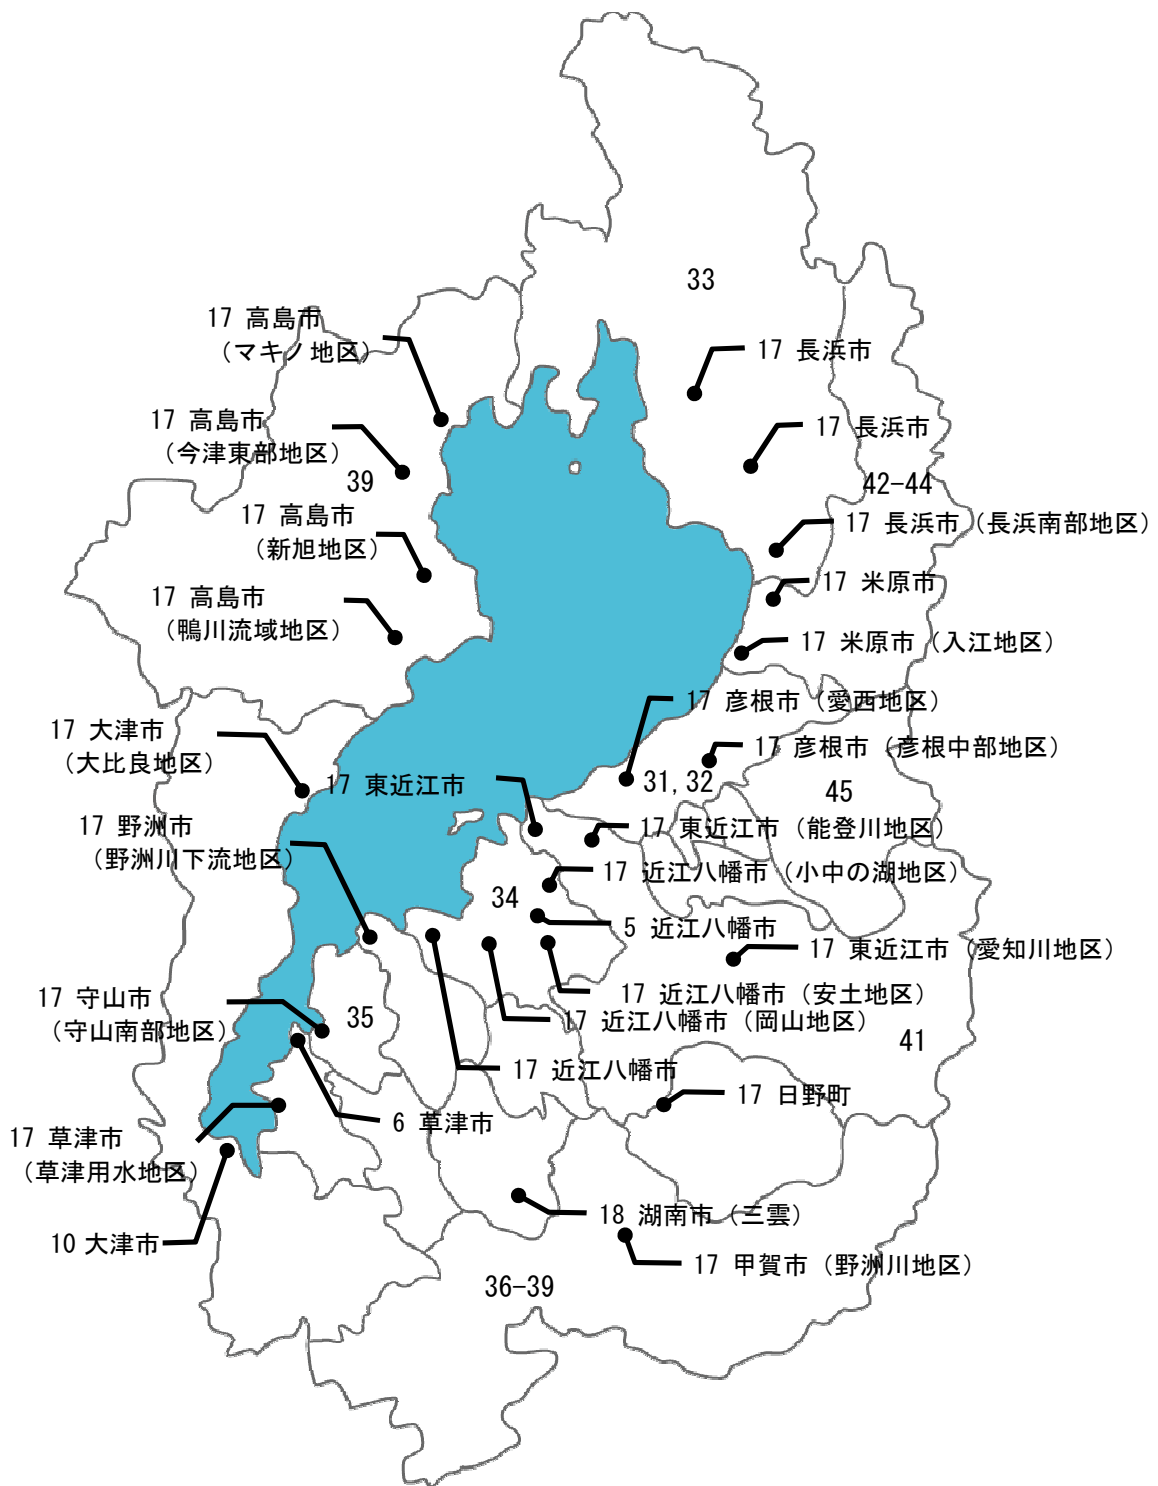 33
17 高島市
（マキノ地区）
17 長浜市
17 高島市
（今津東部地区）
17 長浜市
39
42-44
17 高島市
（新旭地区）
17 長浜市（長浜南部地区）
17 米原市
17 高島市
（鴨川流域地区）
17 米原市（入江地区）
17 彦根市（愛西地区）
17 大津市
（大比良地区）
17 彦根市（彦根中部地区）
17 東近江市
31,32
45
17 野洲市
（野洲川下流地区）
17 東近江市（能登川地区）
17 近江八幡市（小中の湖地区）
34
5 近江八幡市
17 東近江市（愛知川地区）
17 守山市
（守山南部地区）
17 近江八幡市（安土地区）
35
17 近江八幡市（岡山地区）
41
17 近江八幡市
17 日野町
6 草津市
17 草津市
（草津用水地区）
18 湖南市（三雲）
10 大津市
17 甲賀市（野洲川地区）
36-39